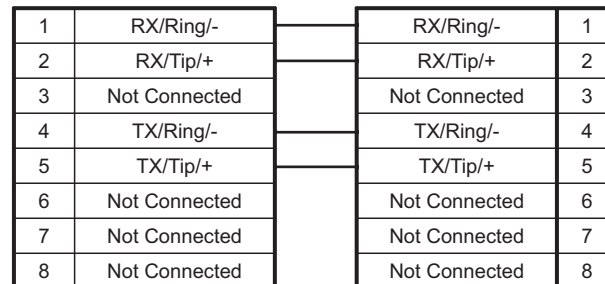 1 RX/Ring/- RX/Ring/- 1
2 RX/Tip/+ RX/Tip/+ 2
3 Not Connected Not Connected 3
4 TX/Ring/- TX/Ring/- 4
5 TX/Tip/+ TX/Tip/+ 5
6 Not Connected Not Connected 6
7 Not Connected Not Connected 7
8 Not Connected Not Connected 8